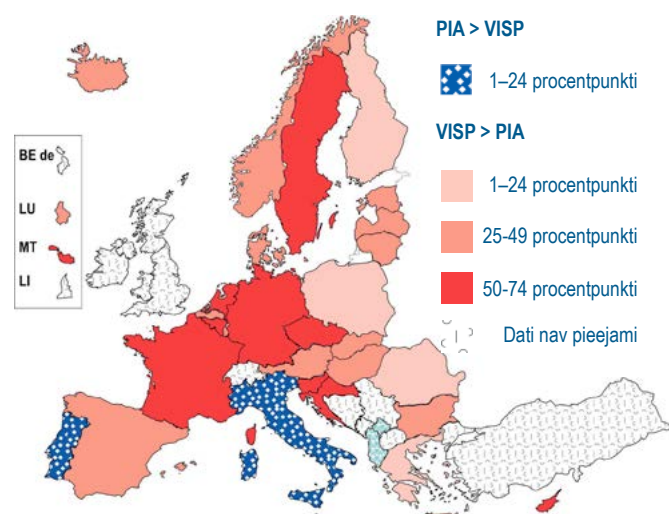 PIA > VISP
1–24 procentpunkti
VISP > PIA
1–24 procentpunkti
25-49 procentpunkti
50-74 procentpunkti
Dati nav pieejami
BE de
LU
MT
LI